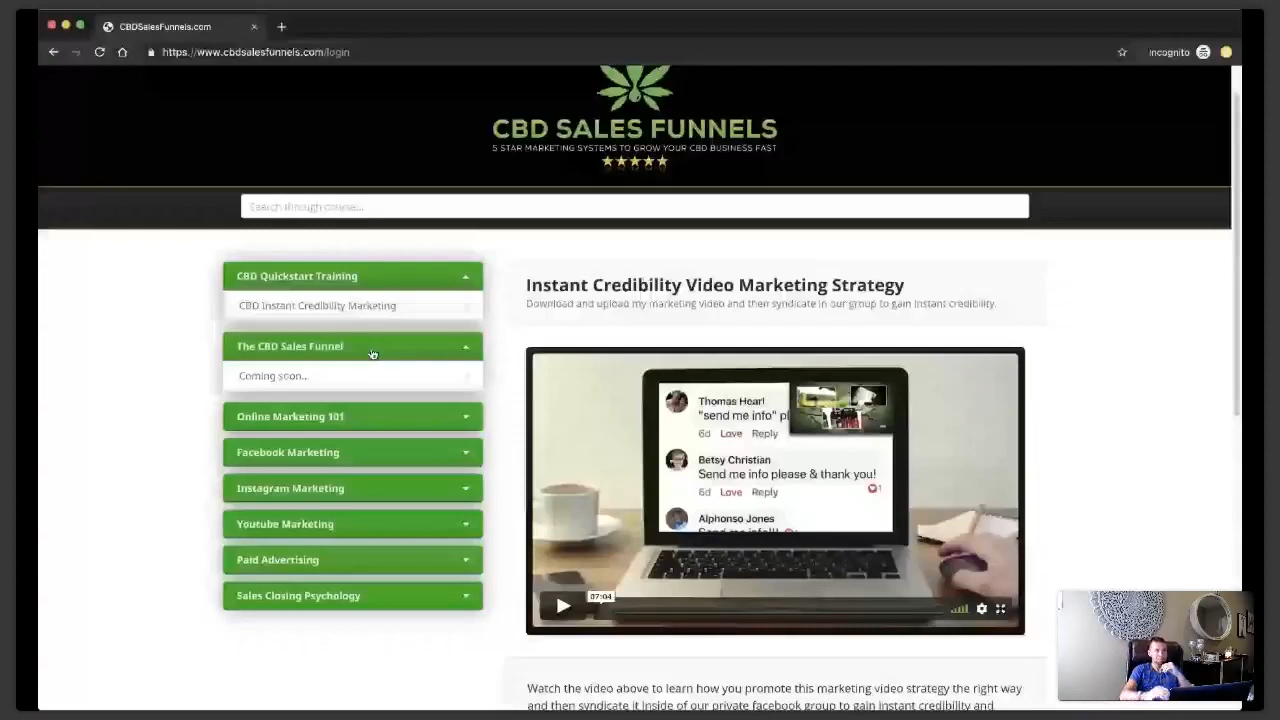 CBDSalesFunnels.com
https://www.cbdsalesfunnels.com/login
Incognito
CBD SALES FUNNELS
5 STAR MARKETING SYSTEMS TO GROW YOUR CBD BUSINESS FAST
Search through course...
CBD Quickstart Training
CBD Instant Credibility Marketing
The CBD Sales Funnel
Coming soon...
Online Marketing 101
Facebook Marketing
Instagram Marketing
Youtube Marketing
Paid Advertising
Sales Closing Psychology
Instant Credibility Video Marketing Strategy
Download and upload my marketing video and then syndicate in our group to gain instant credibility.
Thomas Hearl
"send me info" pl
6d Love Reply
Betsy Christian
Send me info please & thank you!
6d Love Reply
1
Alphonso Jones
07:04
Watch the video above to learn how you promote this marketing video strategy the right way
and then syndicate it inside of our private facebook group to gain instant credibility and